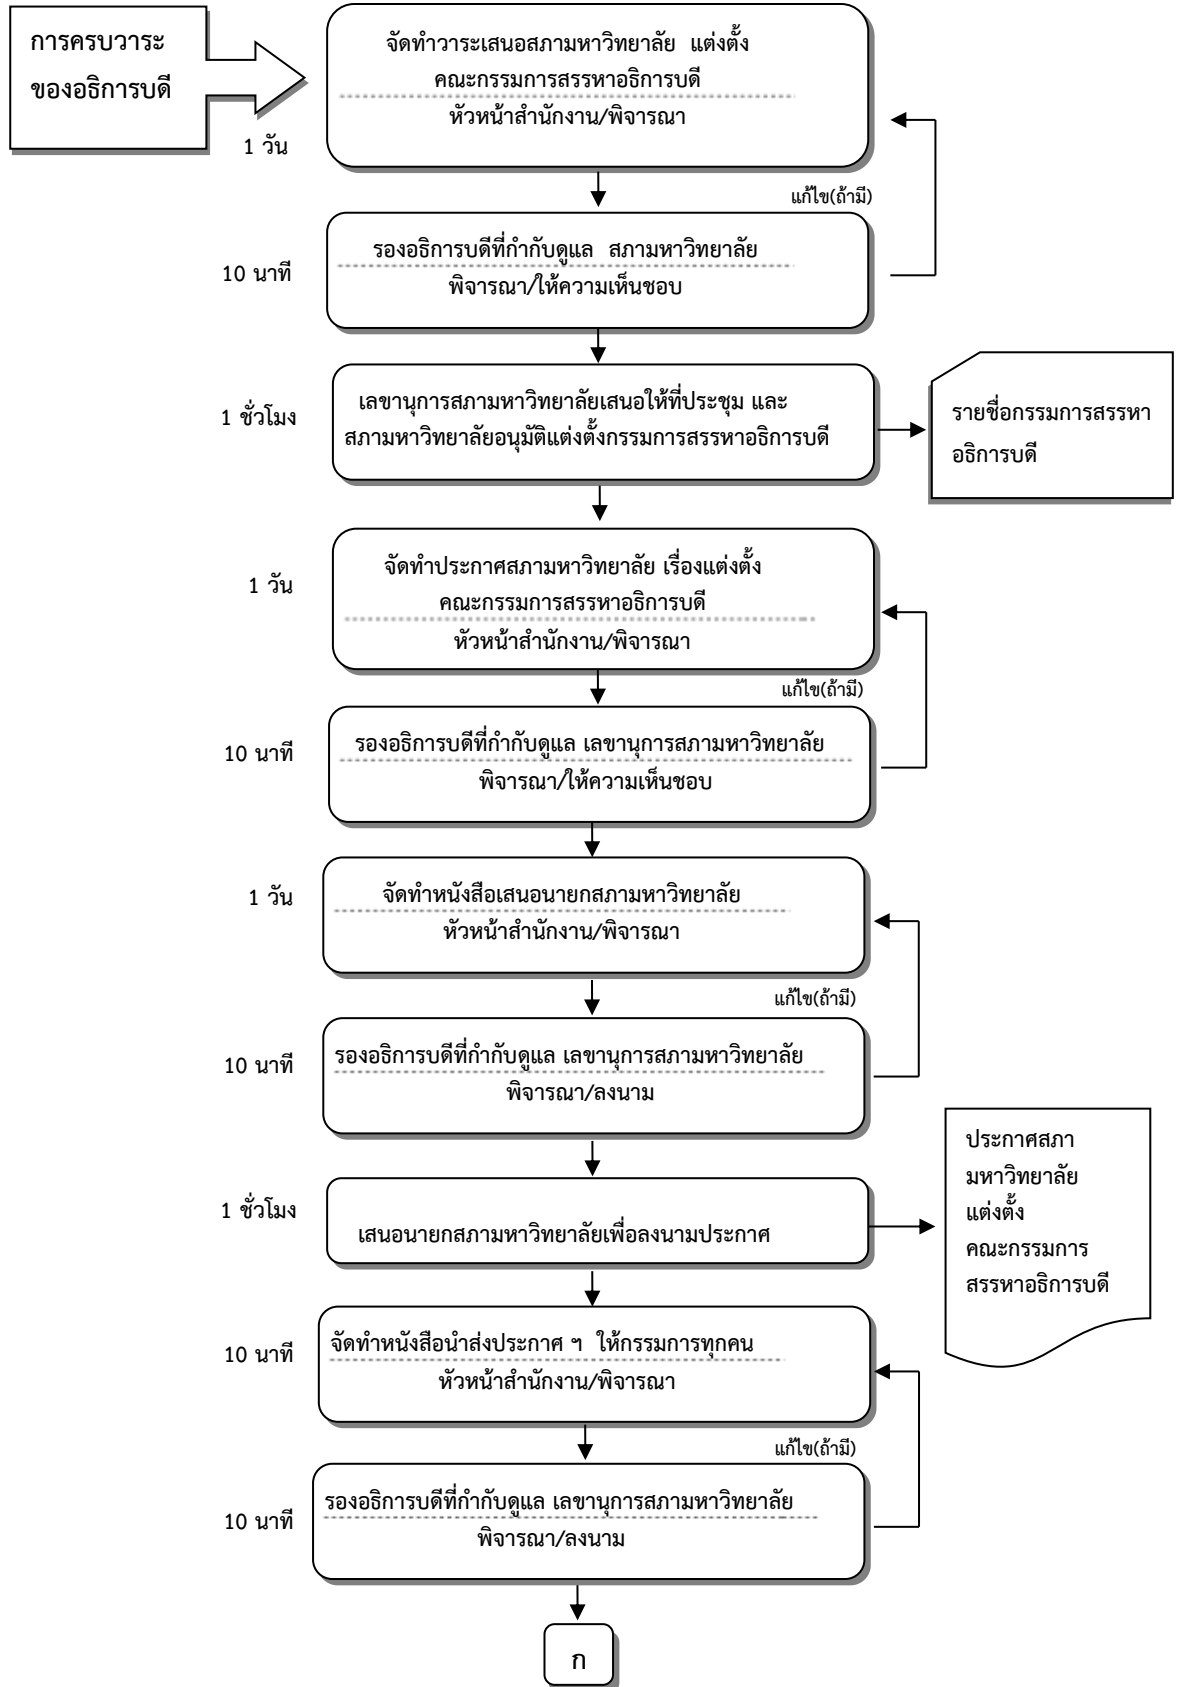 การครบวาระ
ของอธิการบดี
จัดทำวาระเสนอสภามหาวิทยาลัย แต่งตั้ง
คณะกรรมการสรรหาอธิการบดี
หัวหน้าสำนักงาน/พิจารณา
1 วัน
แก้ไข(ถ้ามี)
รองอธิการบดีที่กำกับดูแล สภามหาวิทยาลัย
10 นาที
พิจารณา/ให้ความเห็นชอบ
เลขานุการสภามหาวิทยาลัยเสนอให้ที่ประชุม และ
สภามหาวิทยาลัยอนุมัติแต่งตั้งกรรมการสรรหาอธิการบดี
1 ชั่วโมง
รายชื่อกรรมการสรรหา
อธิการบดี
จัดทำประกาศสภามหาวิทยาลัย เรื่องแต่งตั้ง
คณะกรรมการสรรหาอธิการบดี
หัวหน้าสำนักงาน/พิจารณา
1 วัน
แก้ไข(ถ้ามี)
รองอธิการบดีที่กำกับดูแล เลขานุการสภามหาวิทยาลัย
พิจารณา/ให้ความเห็นชอบ
10 นาที
จัดทำหนังสือเสนอนายกสภามหาวิทยาลัย
หัวหน้าสำนักงาน/พิจารณา
1 วัน
แก้ไข(ถ้ามี)
รองอธิการบดีที่กำกับดูแล เลขานุการสภามหาวิทยาลัย
พิจารณา/ลงนาม
10 นาที
1 ชั่วโมง
เสนอนายกสภามหาวิทยาลัยเพื่อลงนามประกาศ
ประกาศสภา
มหาวิทยาลัย
แต่งตั้ง
คณะกรรมการ
สรรหาอธิการบดี
จัดทำหนังสือนำส่งประกาศ ฯ ให้กรรมการทุกคน
หัวหน้าสำนักงาน/พิจารณา
10 นาที
แก้ไข(ถ้ามี)
รองอธิการบดีที่กำกับดูแล เลขานุการสภามหาวิทยาลัย
พิจารณา/ลงนาม
10 นาที
ก